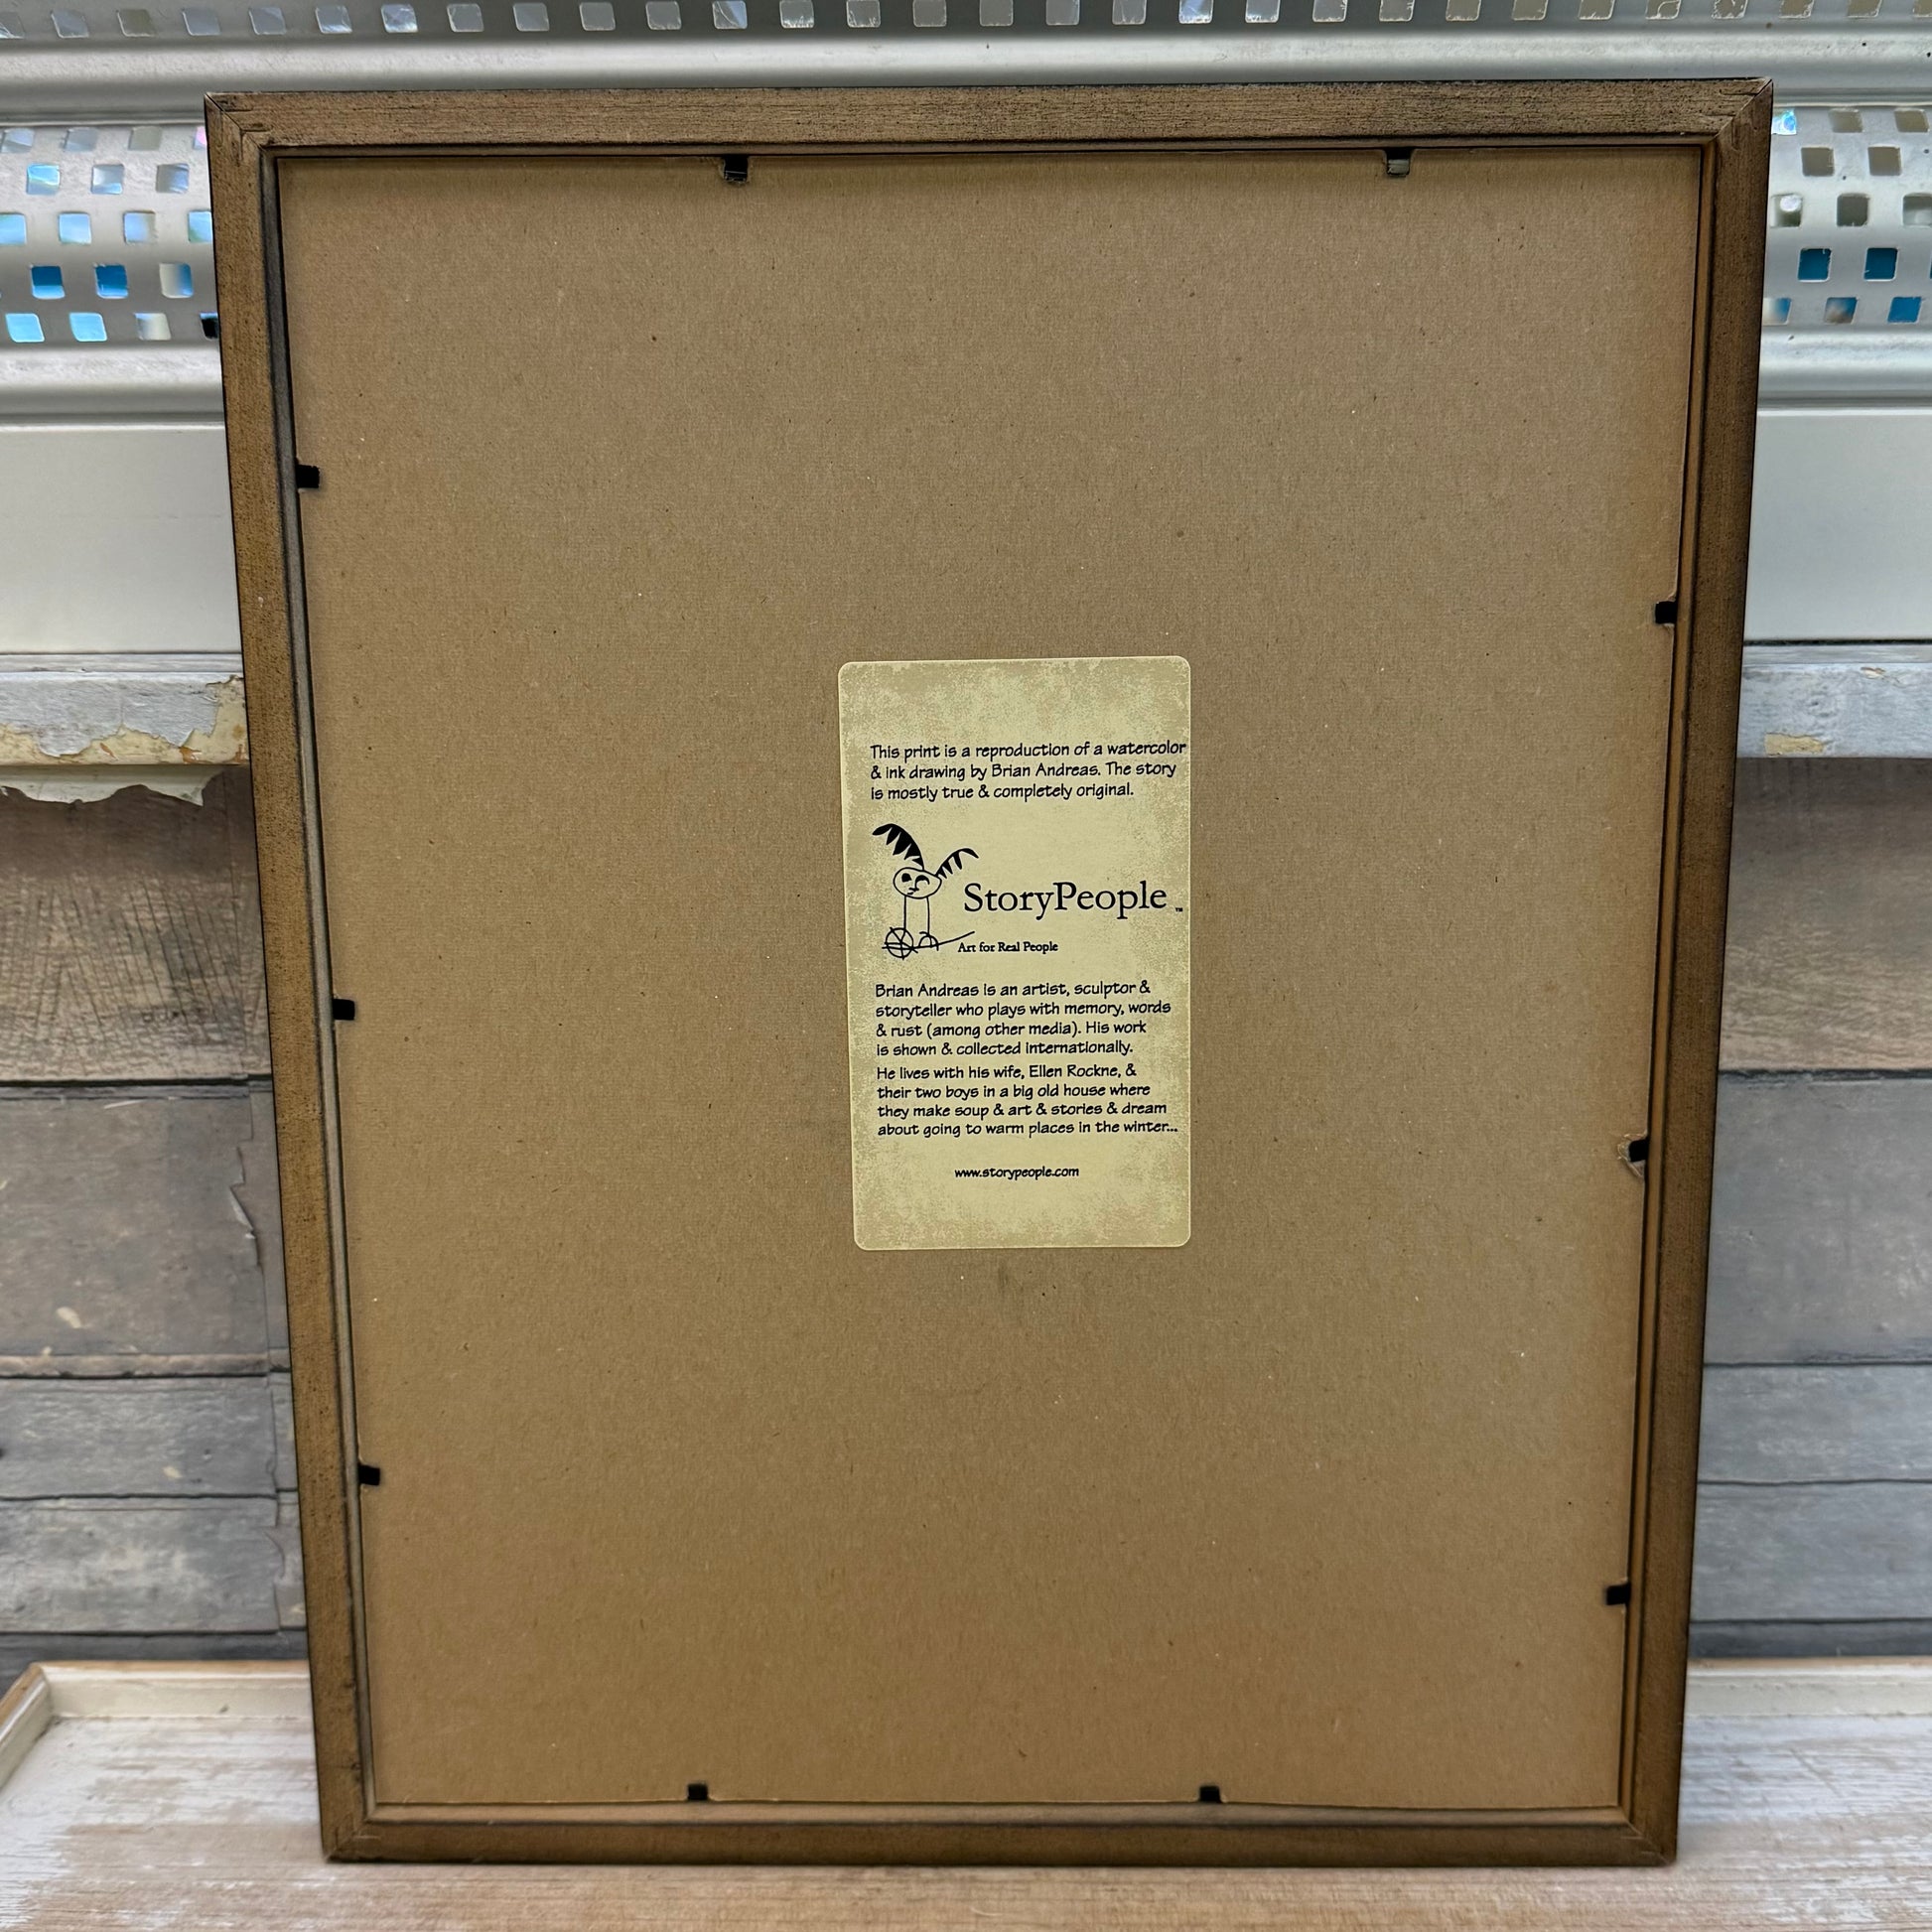 This print is a reproduction of a watercolor
& ink drawing by Brian Andreas. The story
is mostly true & completely original.
StoryPeople™
Art for Real People
Brian Andreas is an artist, sculptor &
storyteller who plays with memory, words
& rust (among other media). His work
is shown & collected internationally.
He lives with his wife, Ellen Rockne, &
their two boys in a big old house where
they make soup & art & stories & dream
about going to warm places in the winter...
www.storypeople.com